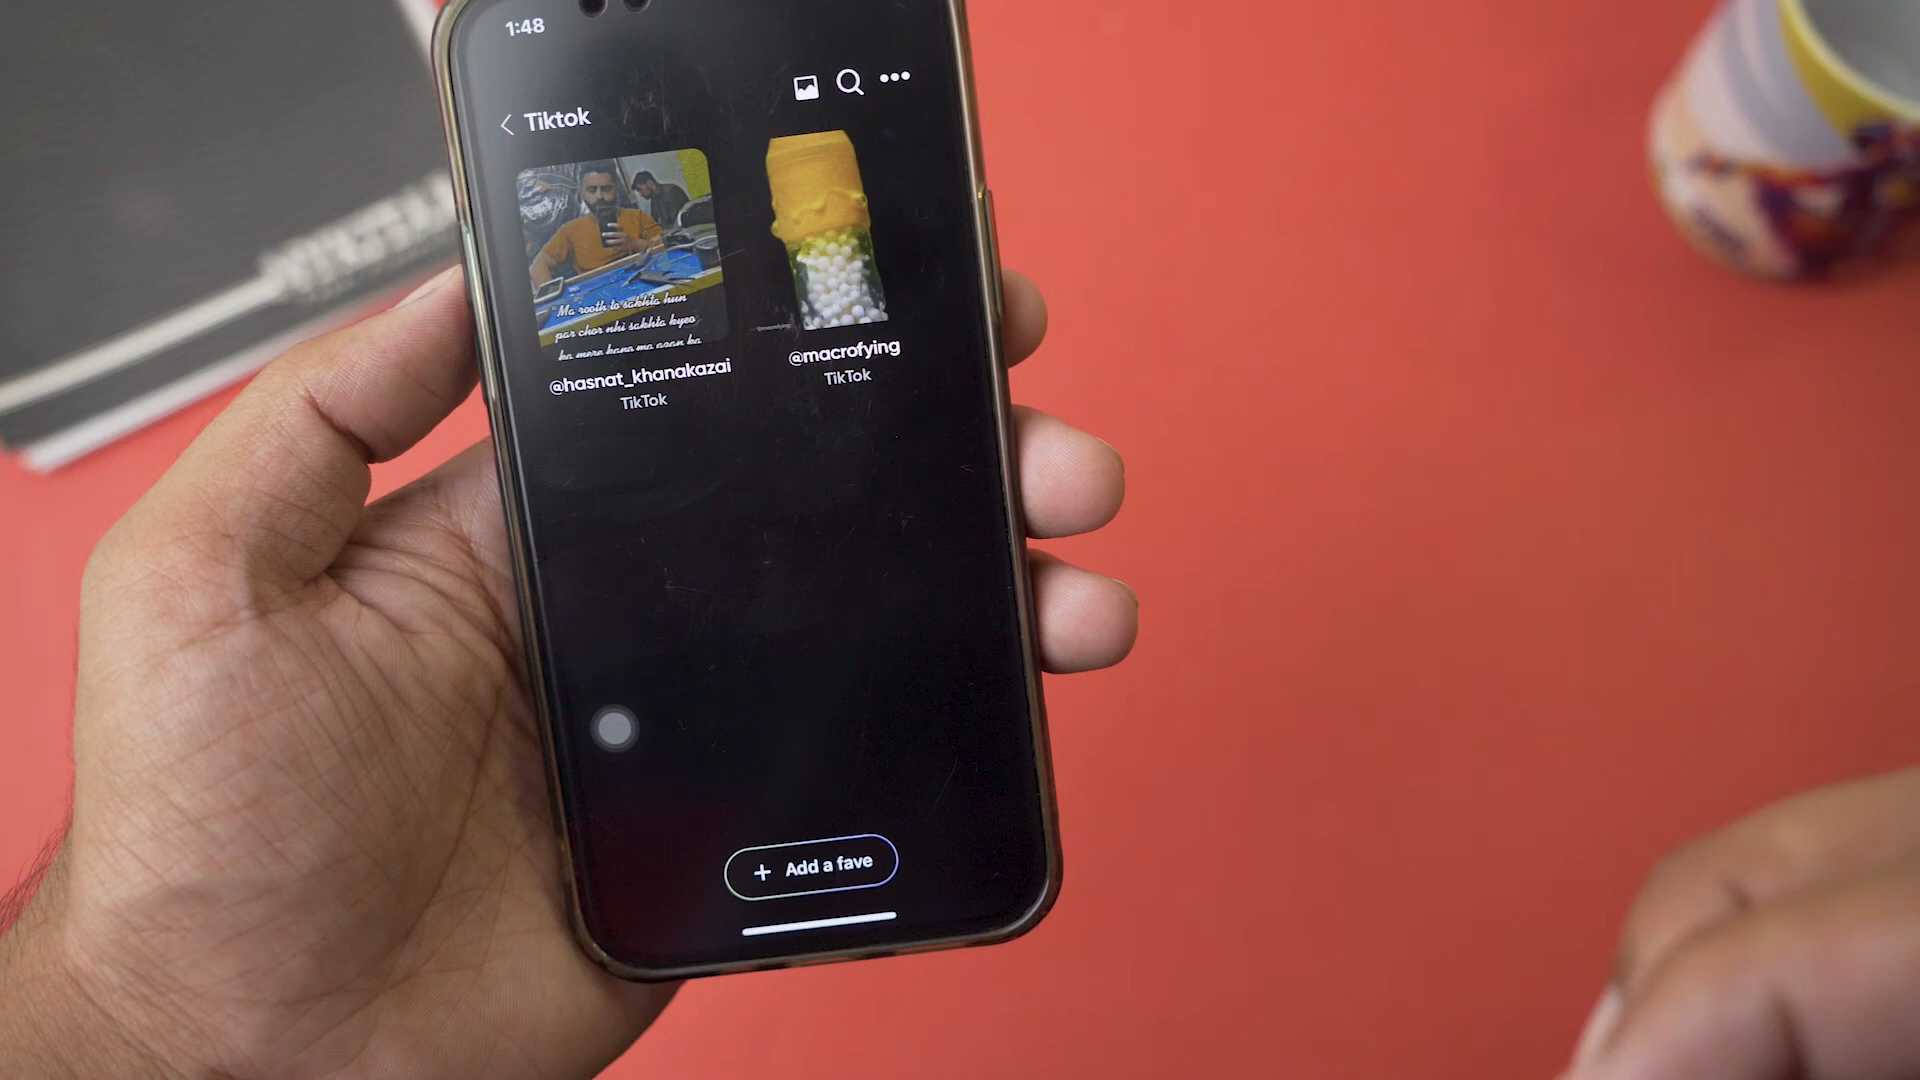 1:48
Tiktok
"Ma rooth to sakhta hun
par chor nhi sakhta kyeo
@hasnat_khanakazai
TikTok
@macrofying
TikTok
+ Add a fave